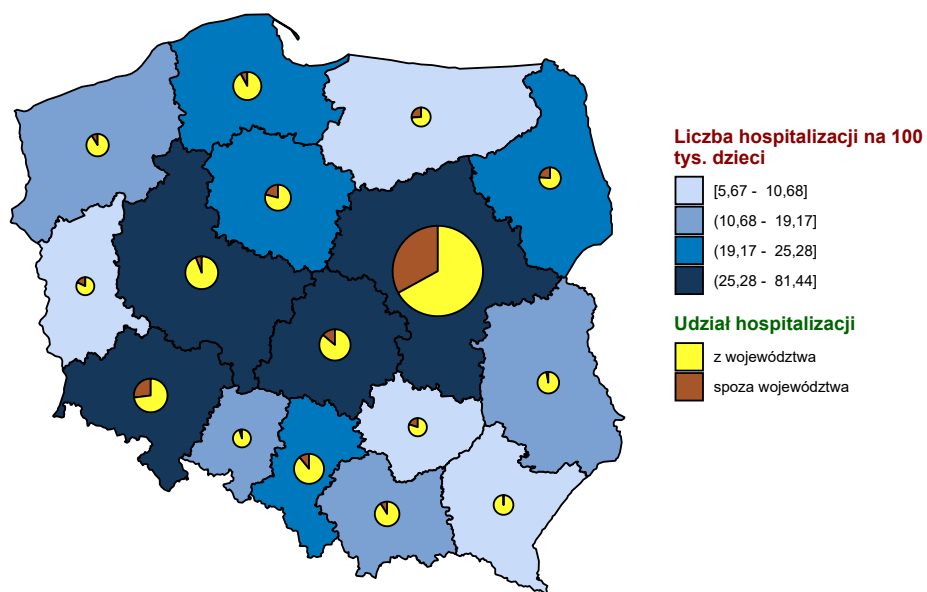 Liczba hospitalizacji na 100
tys. dzieci
[5,67 - 10,68]
(10,68 - 19,17]
(19,17 - 25,28]
(25,28 - 81,44]
Udział hospitalizacji
z województwa
spoza województwa